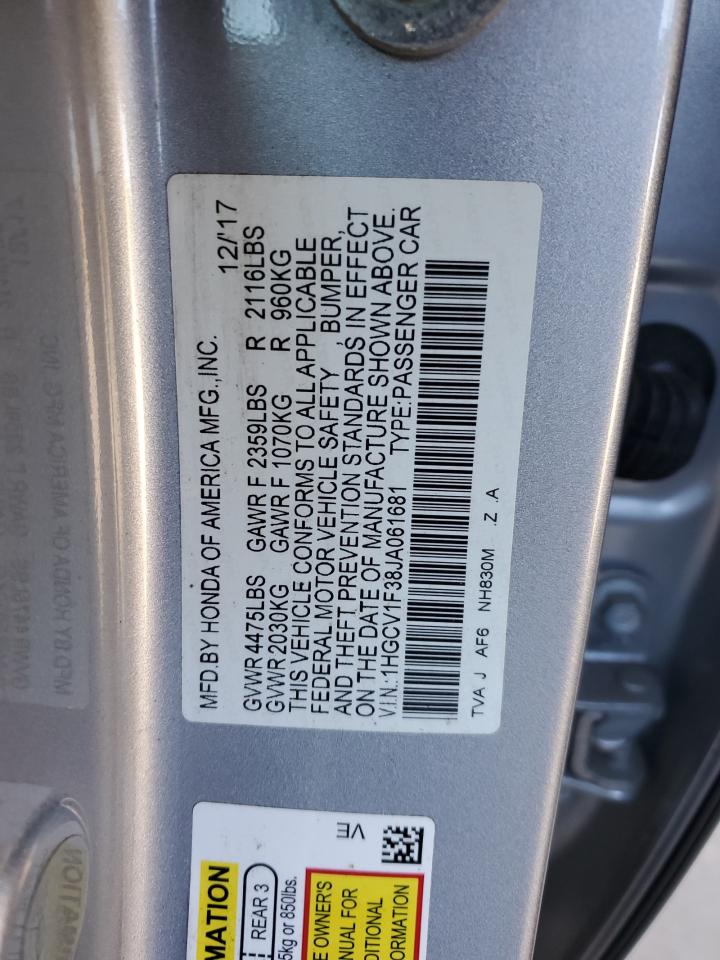 MFD.BY HONDA OF AMERICA MFG.,INC. 12/'17
GVWR 4475LBS GAWR F 2359LBS R 2116LBS
GVWR 2030KG GAWR F 1070KG R 960KG
THIS VEHICLE CONFORMS TO ALL APPLICABLE
FEDERAL MOTOR VEHICLE SAFETY , BUMPER,
AND THEFT PREVENTION STANDARDS IN EFFECT
ON THE DATE OF MANUFACTURE SHOWN ABOVE.
V.I.N.:1HGCV1F38JA061681 TYPE:PASSENGER CAR
TVA J AF6 NH830M .Z .A
MATION
REAR 3
5kg or 850lbs.
VE
E OWNER'S
NUAL FOR
DITIONAL
ORMATION